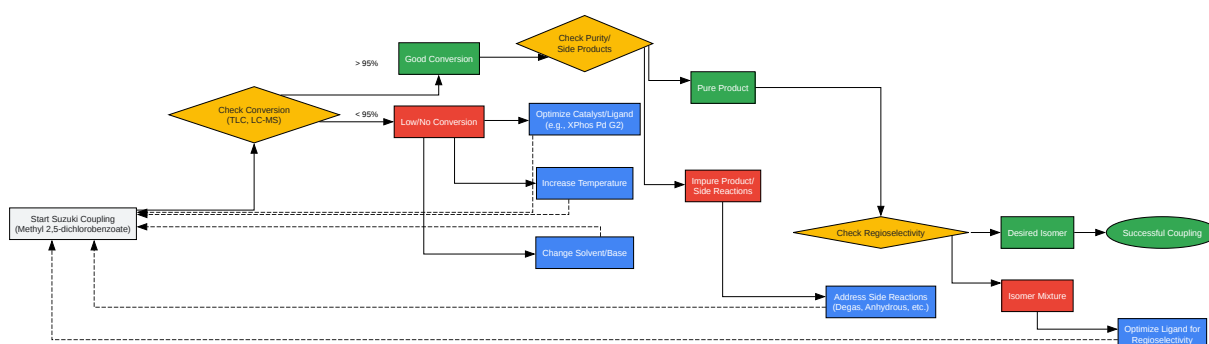 Check Purity/
Side Products
Good Conversion
> 95%
Pure Product
Check Conversion
(TLC, LC-MS)
< 95%
Low/No Conversion
Optimize Catalyst/Ligand
(e.g., XPhos Pd G2)
Increase Temperature
Impure Product/
Side Reactions
Start Suzuki Coupling
(Methyl 2,5-dichlorobenzoate)
Change Solvent/Base
Check Regioselectivity
Desired Isomer
Successful Coupling
Address Side Reactions
(Degas, Anhydrous, etc.)
Isomer Mixture
Optimize Ligand for
Regioselectivity